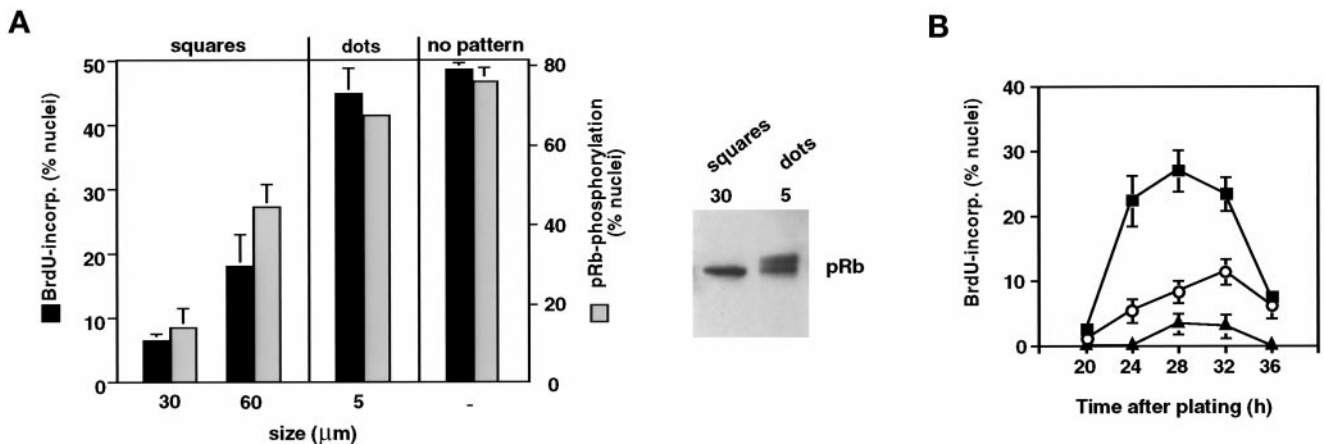 A
squares
dots
no pattern
BrdU-incorp. (% nuclei)
50
40
30
20
10
0
80
60
40
20
0
pRb-phosphorylation
(% nuclei)
30
60
5
-
size (μm)
squares
dots
30
5
pRb
B
BrdU-incorp. (% nuclei)
40
30
20
10
0
20
24
28
32
36
Time after plating (h)